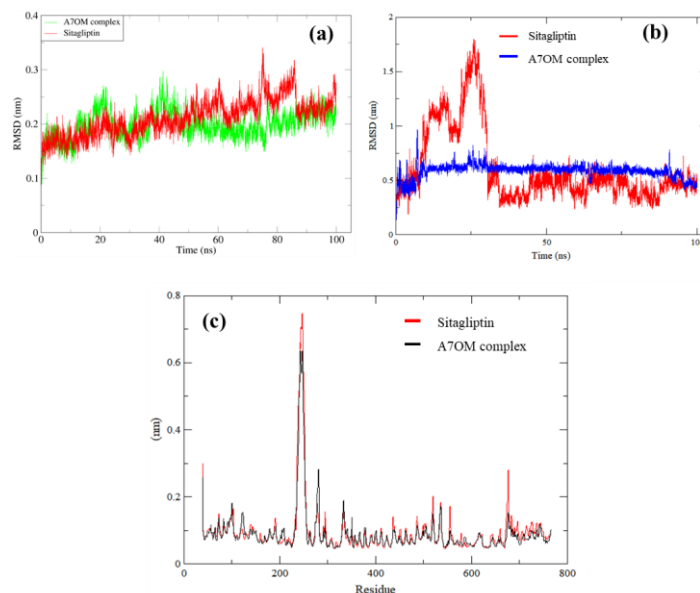 A7OM complex
Sitagliptin
(a)
0.4
0.3
0.2
0.1
0
RMSD (nm)
0 20 40 60 80 100
Time (ns)
Sitagliptin
A7OM complex
(b)
2
1.5
1
0.5
0
RMSD (nm)
0 50 100
Time (ns)
(c)
Sitagliptin
A7OM complex
0.8
0.6
0.4
0.2
0
(nm)
0 200 400 600 800
Residue